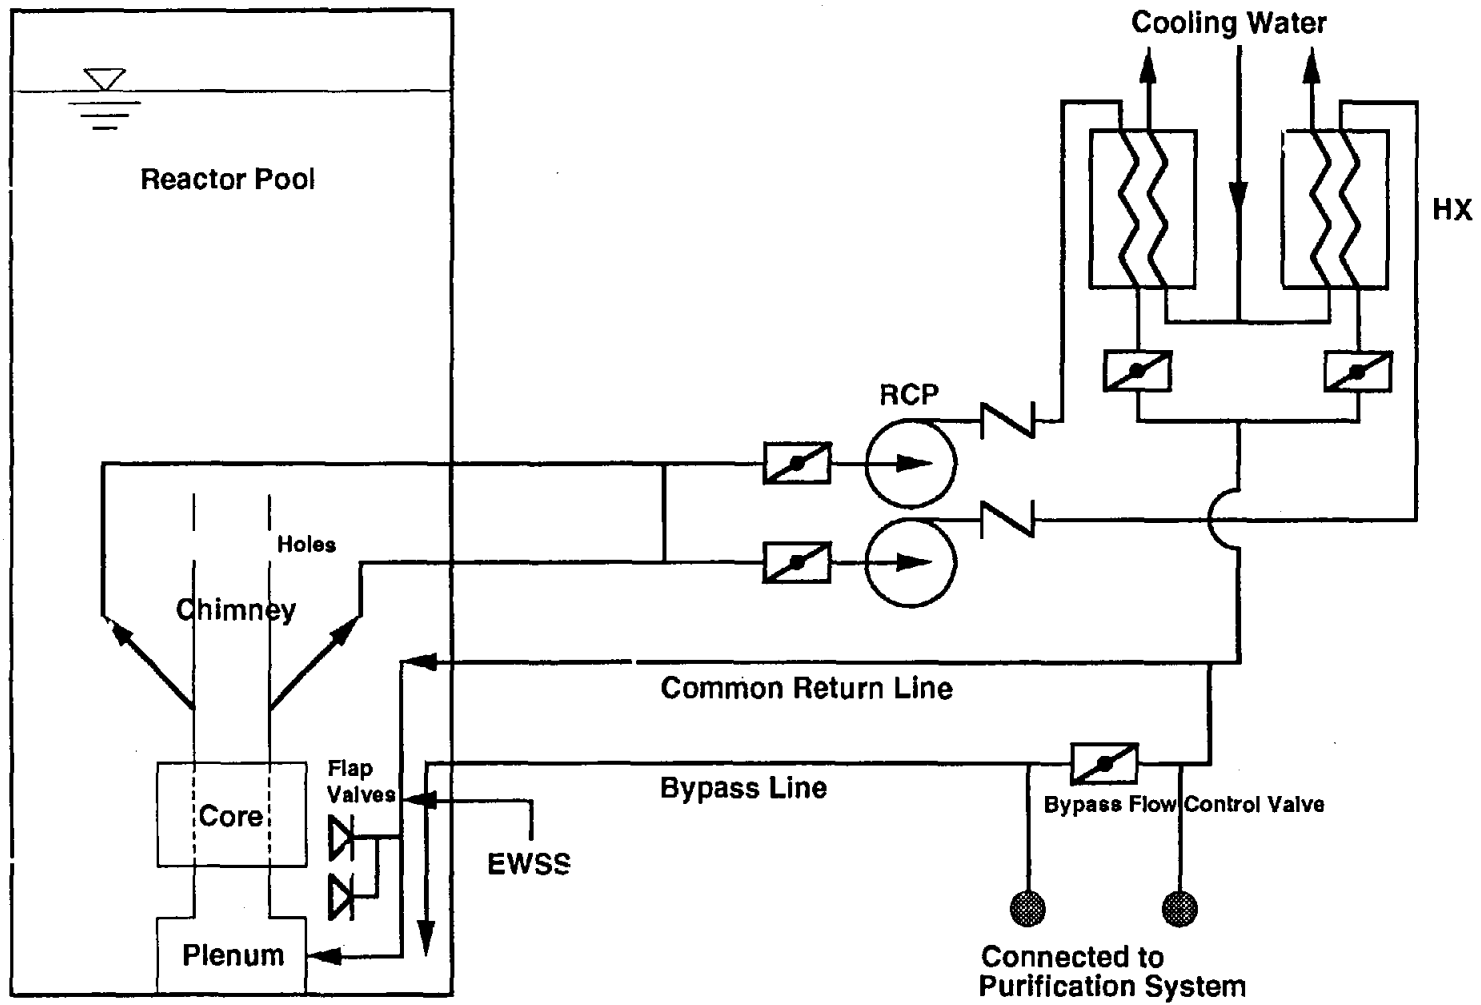 Cooling Water
Reactor Pool
HX
RCP
Holes
Chimney
Common Return Line
Flap
Valves
Bypass Line
Bypass Flow Control Valve
Core
EWSS
Plenum
Connected to
Purification System